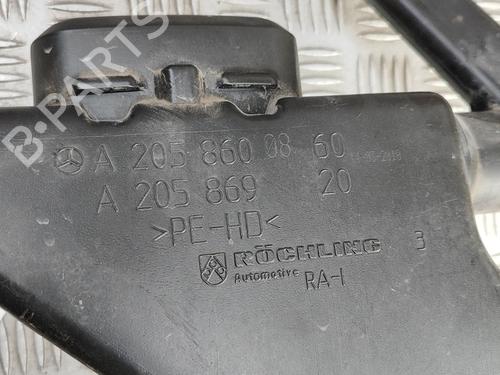 B-PARTS
A 205 860 08 60
A 205 869 20
>PE-HD<
RÖCHLING 3
Automotive RA-I